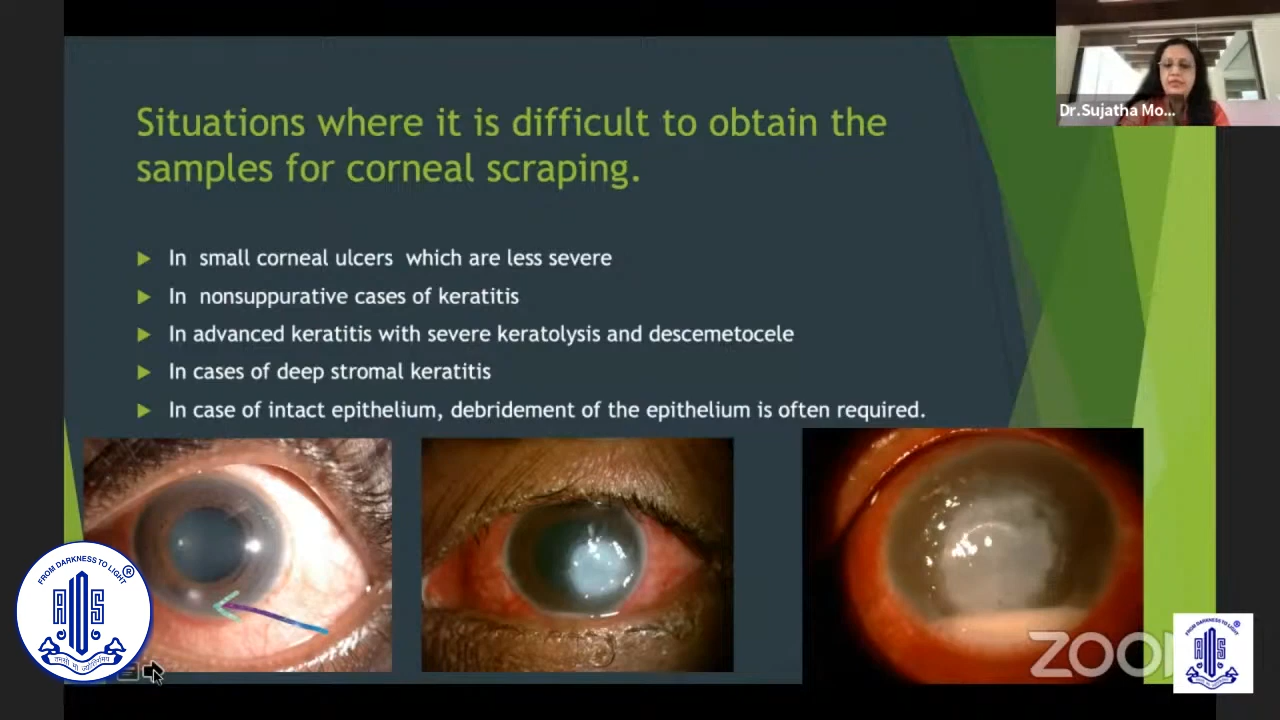 Dr.Sujatha Mo...
Situations where it is difficult to obtain the
samples for corneal scraping.
In small corneal ulcers which are less severe
In nonsuppurative cases of keratitis
In advanced keratitis with severe keratolysis and descemetocele
In cases of deep stromal keratitis
In case of intact epithelium, debridement of the epithelium is often required.
FROM DARKNESS TO LIGHT ®
AIOS
तमसो मा ज्योतिर्गमय
ZOOM
FROM DARKNESS TO LIGHT ®